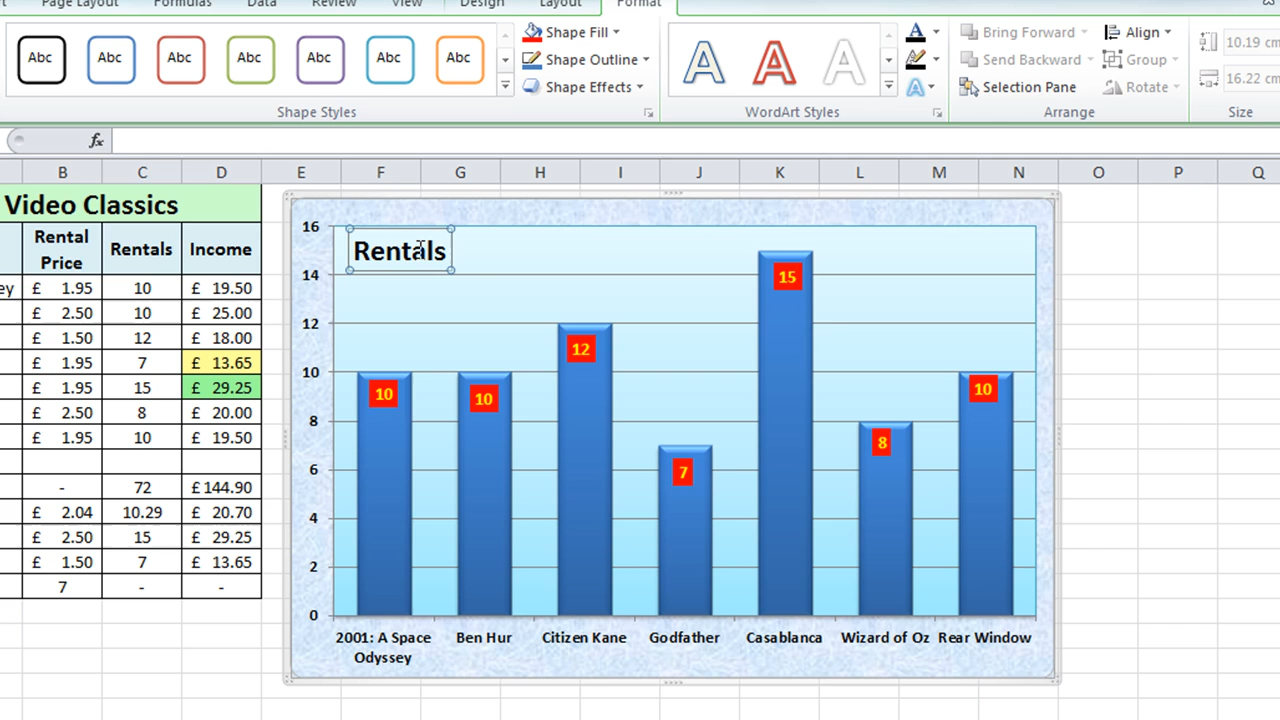 Page Layout Formulas Data Review View Design Layout Format
Abc Abc Abc Abc Abc Abc Abc
Shape Fill
Shape Outline
Shape Effects
Shape Styles
A A A A
A
WordArt Styles
Bring Forward
Send Backward
Selection Pane
Align
Group
Rotate
Arrange
10.19 cm
16.22 cm
Size
fx
B C D E F G H I J K L M N O P Q
Video Classics
Rental Price Rentals Income
ey £ 1.95 10 £ 19.50
£ 2.50 10 £ 25.00
£ 1.50 12 £ 18.00
£ 1.95 7 £ 13.65
£ 1.95 15 £ 29.25
£ 2.50 8 £ 20.00
£ 1.95 10 £ 19.50
- 72 £ 144.90
£ 2.04 10.29 £ 20.70
£ 2.50 15 £ 29.25
£ 1.50 7 £ 13.65
7 - -
Rentals
16
14
12
10
8
6
4
2
0
10 10 12 7 15 8 10
2001: A Space Odyssey Ben Hur Citizen Kane Godfather Casablanca Wizard of Oz Rear Window